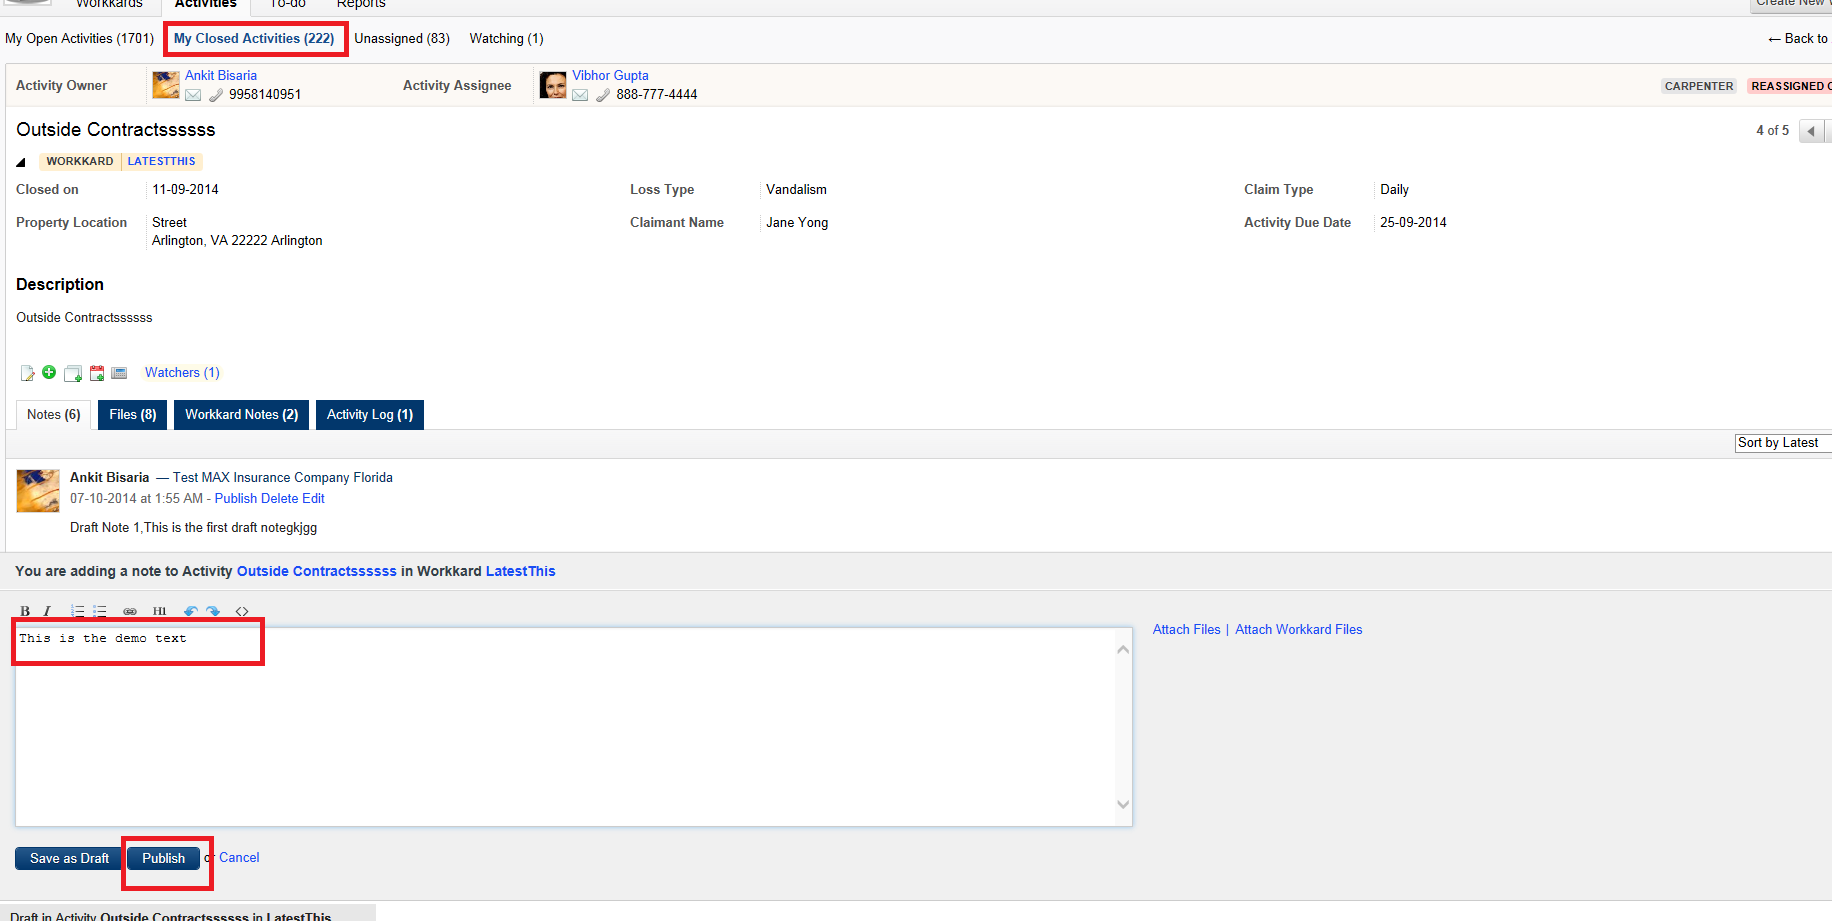 Workkards Activities To-do Reports Create New
My Open Activities (1701) My Closed Activities (222) Unassigned (83) Watching (1) ← Back to
Activity Owner Ankit Bisaria Activity Assignee Vibhor Gupta
9958140951 888-777-4444 CARPENTER REASSIGNED
Outside Contractssssss 4 of 5
WORKKARD LATESTTHIS
Closed on 11-09-2014 Loss Type Vandalism Claim Type Daily
Property Location Street Claimant Name Jane Yong Activity Due Date 25-09-2014
Arlington, VA 22222 Arlington
Description
Outside Contractssssss
Watchers (1)
Notes (6) Files (8) Workkard Notes (2) Activity Log (1)
Sort by Latest
Ankit Bisaria — Test MAX Insurance Company Florida
07-10-2014 at 1:55 AM - Publish Delete Edit
Draft Note 1,This is the first draft notegkjgg
You are adding a note to Activity Outside Contractssssss in Workkard LatestThis
B I H1 <>
This is the demo text
Attach Files | Attach Workkard Files
Save as Draft Publish or Cancel
Draft in Activity Outside Contractssssss in LatestThis